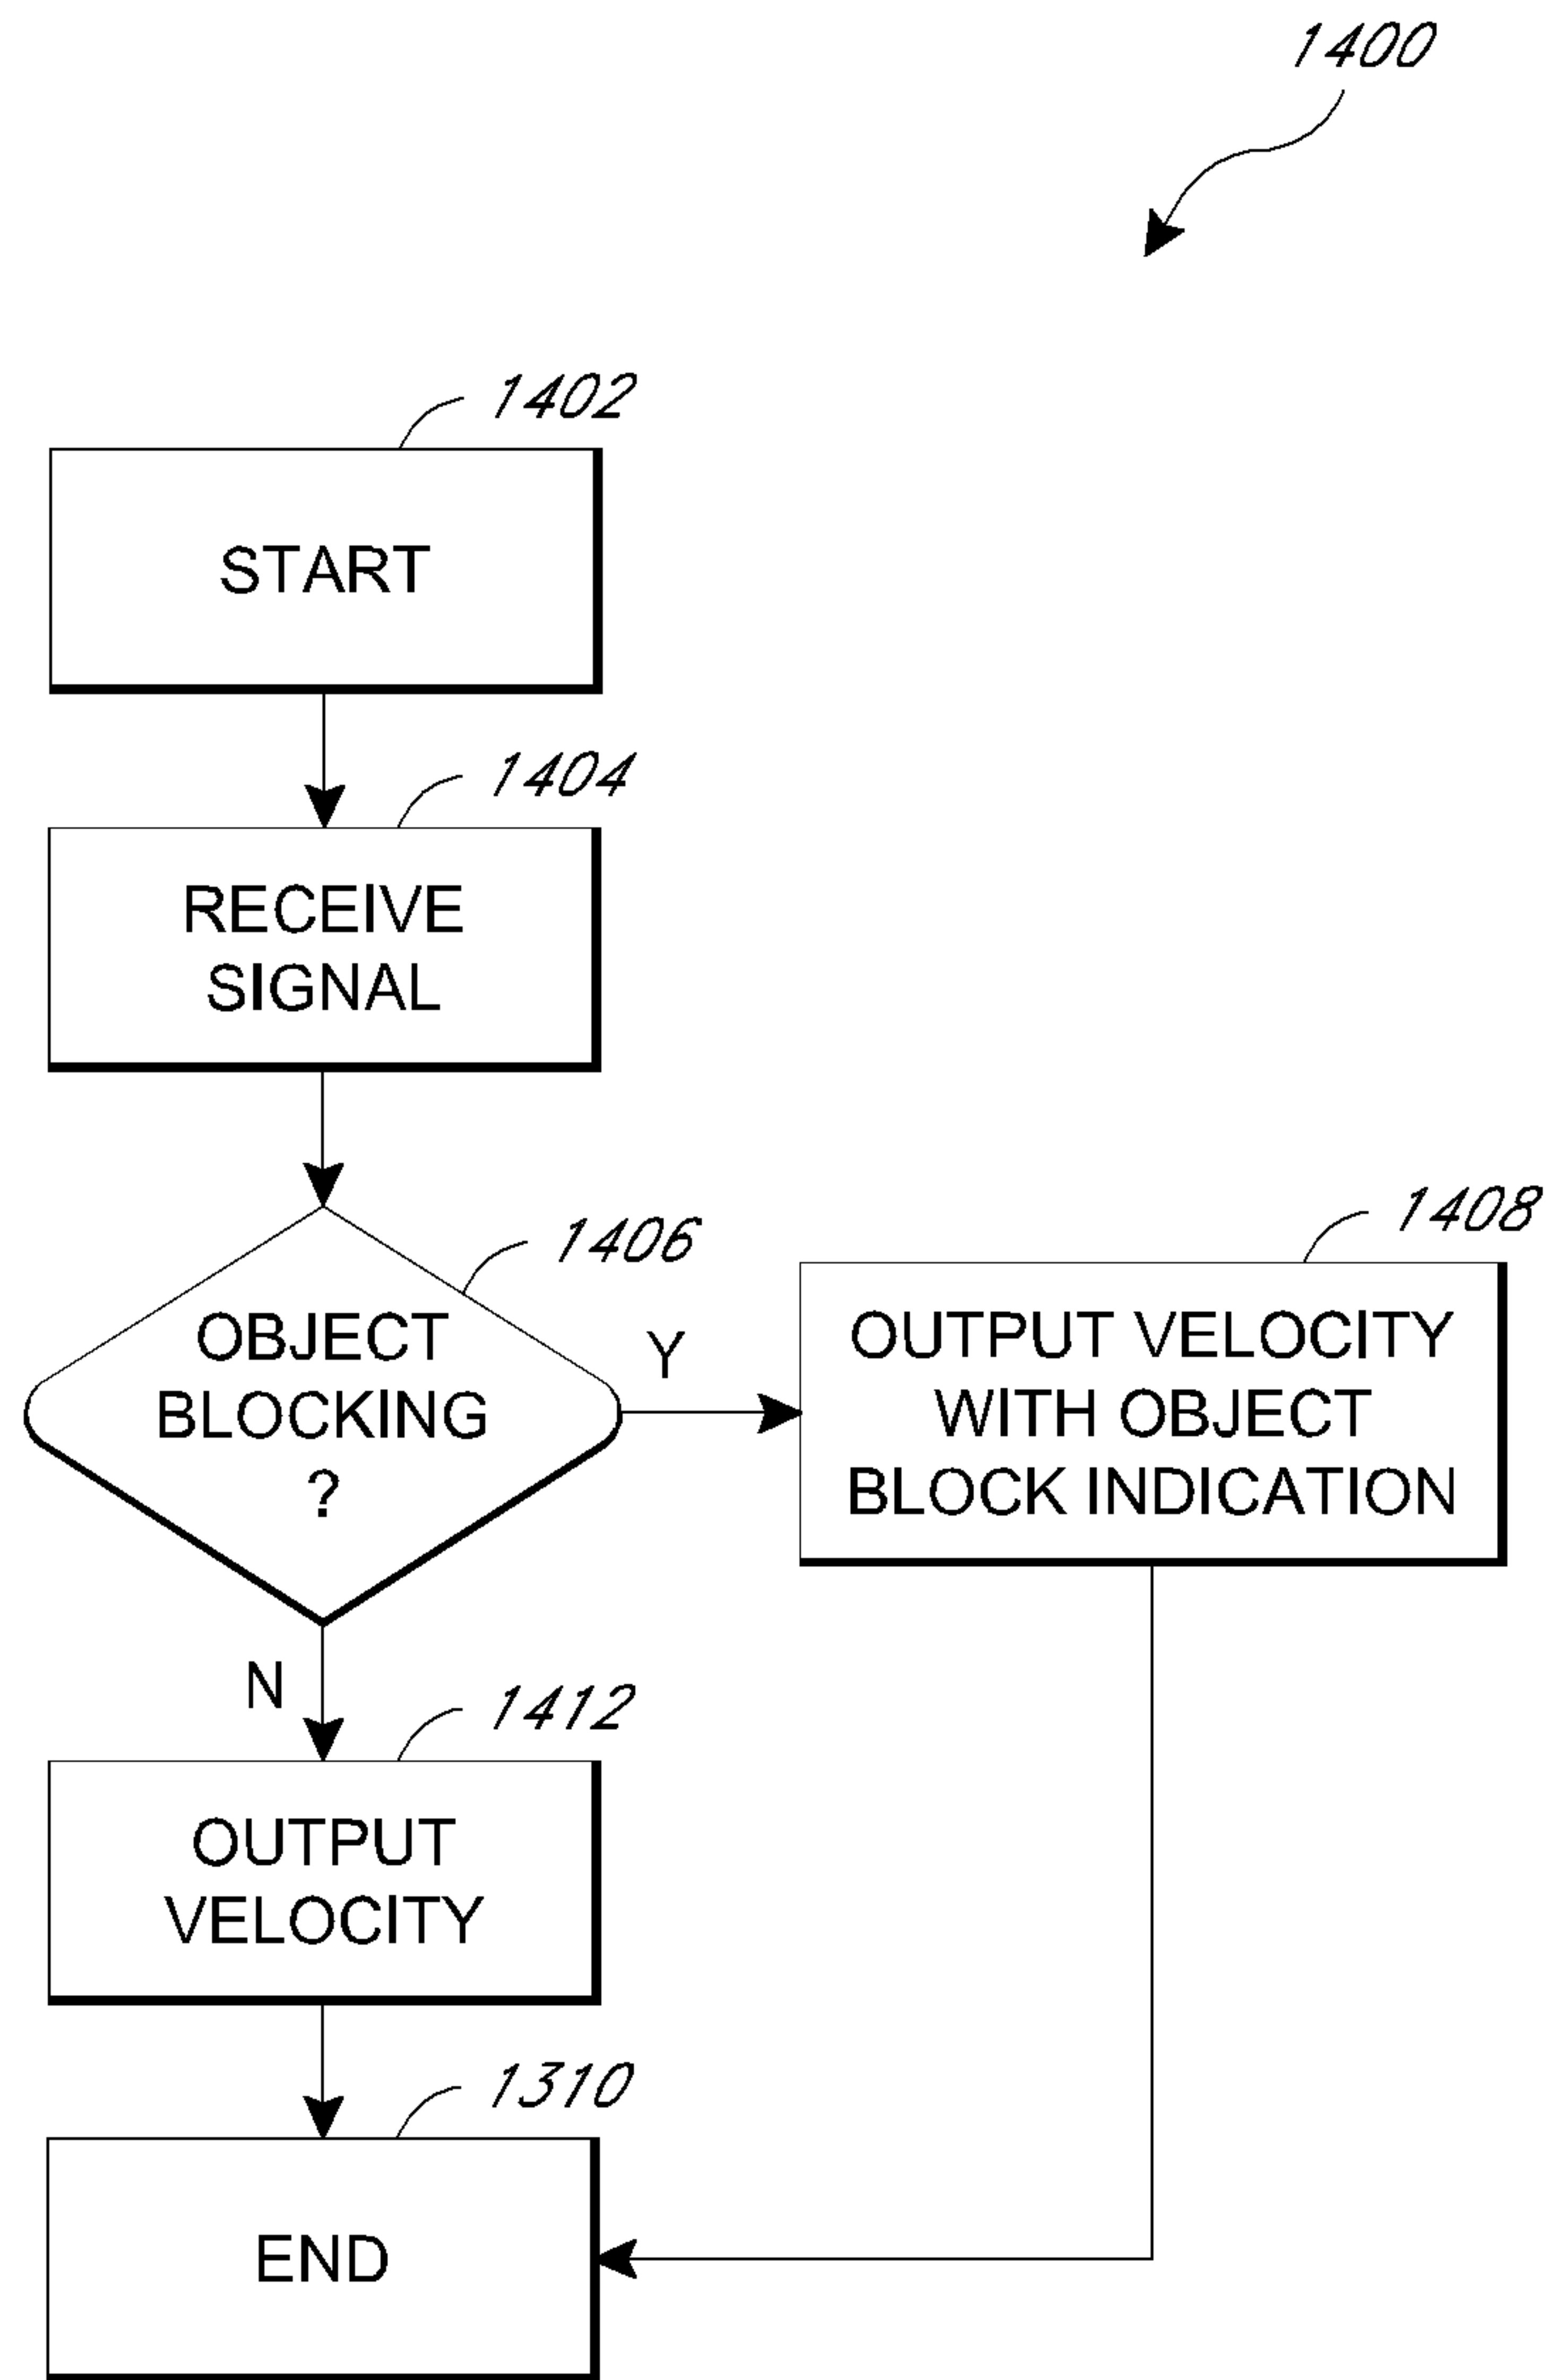 1400
1402
START
1404
RECEIVE
SIGNAL
1406
OBJECT
BLOCKING
?
Y
1408
OUTPUT VELOCITY
WITH OBJECT
BLOCK INDICATION
N
1412
OUTPUT
VELOCITY
1310
END